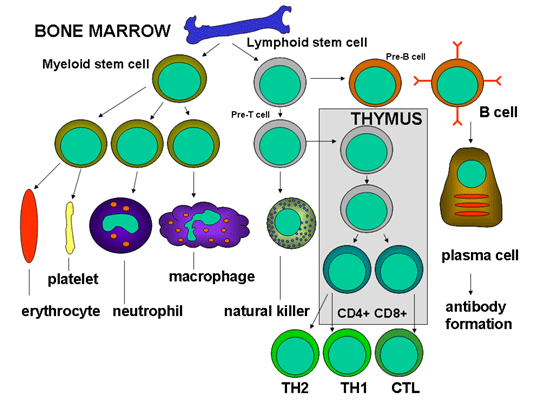 BONE MARROW
Lymphoid stem cell
Myeloid stem cell
Pre-B cell
Pre-T cell
THYMUS
B cell
plasma cell
macrophage
platelet
erythrocyte
neutrophil
natural killer
CD4+ CD8+
antibody
formation
TH2
TH1
CTL